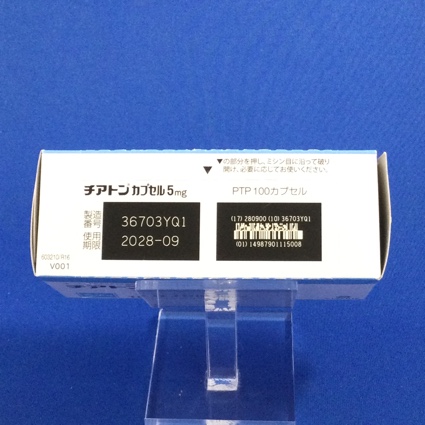 ▼の部分を押し、ミシン目に沿って破り
開け、必要に応じてお使いください。
▼
チアトンカプセル5mg
PTP 100カプセル
製造番号 36703YQ1
使用期限 2028-09
(17) 280900 (10) 36703YQ1
(01) 14987901115008
V001
チアト